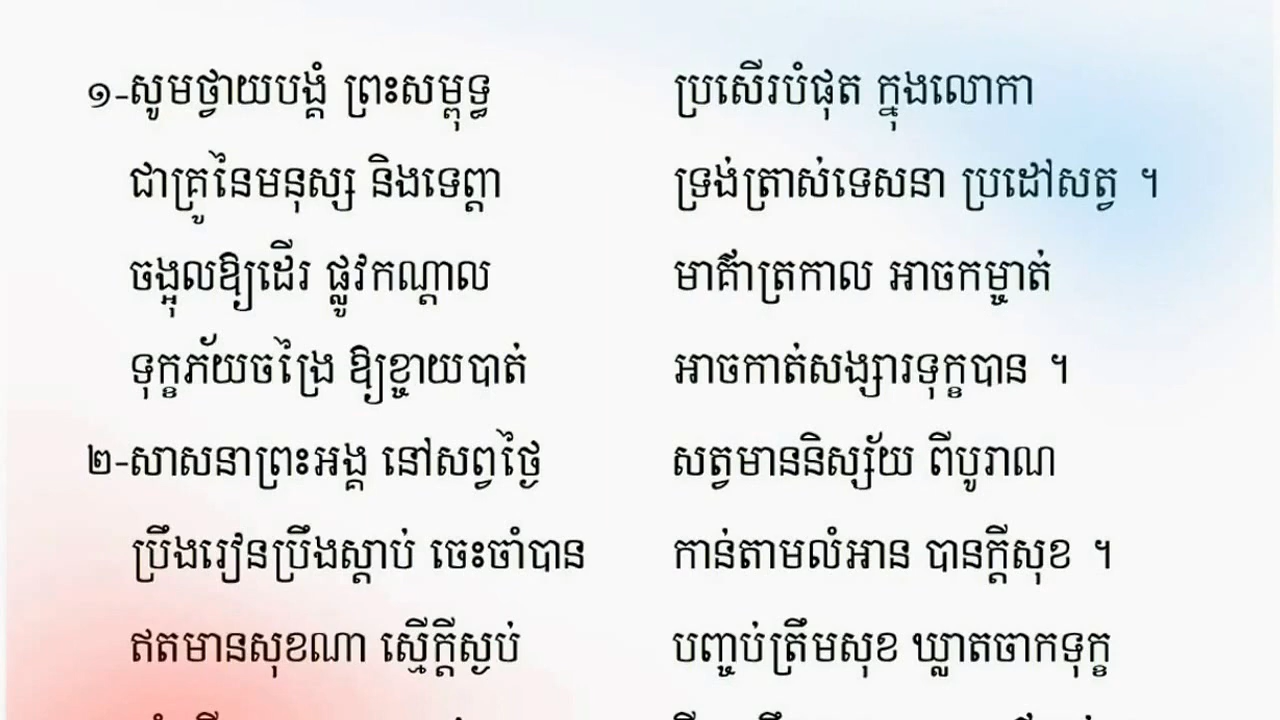 ១-សូមថ្វាយបង្គំ ព្រះសម្ពុទ្ធ ប្រសើរបំផុត ក្នុងលោកា
ជាគ្រូនៃមនុស្ស និងទេព្តា ទ្រង់ត្រាស់ទេសនា ប្រដៅសត្វ ។
ចង្អុលឱ្យដើរ ផ្លូវកណ្តាល មាគ៌ាត្រកាល អាចកម្ចាត់
ទុក្ខភ័យចង្រៃ ឱ្យខ្ចាយបាត់ អាចកាត់សង្សារទុក្ខបាន ។
២-សាសនាព្រះអង្គ នៅសព្វថ្ងៃ សត្វមាននិស្ស័យ ពីបូរាណ
ប្រឹងរៀនប្រឹងស្តាប់ ចេះចាំបាន កាន់តាមលំអាន បានក្តីសុខ ។
ឥតមានសុខណា ស្មើក្តីស្ងប់ បញ្ចប់ត្រឹមសុខ ឃ្លាតចាកទុក្ខ